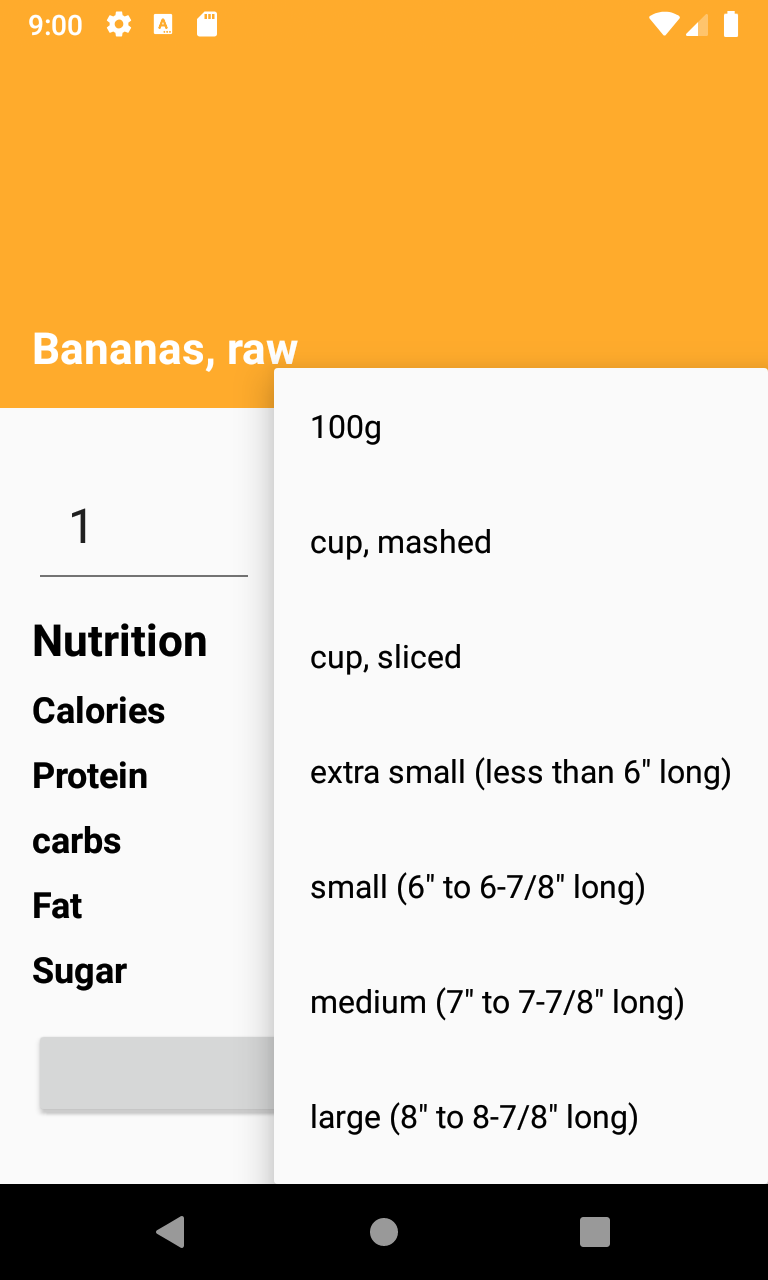 9:00
Bananas, raw
1
Nutrition
Calories
Protein
carbs
Fat
Sugar
100g
cup, mashed
cup, sliced
extra small (less than 6" long)
small (6" to 6-7/8" long)
medium (7" to 7-7/8" long)
large (8" to 8-7/8" long)